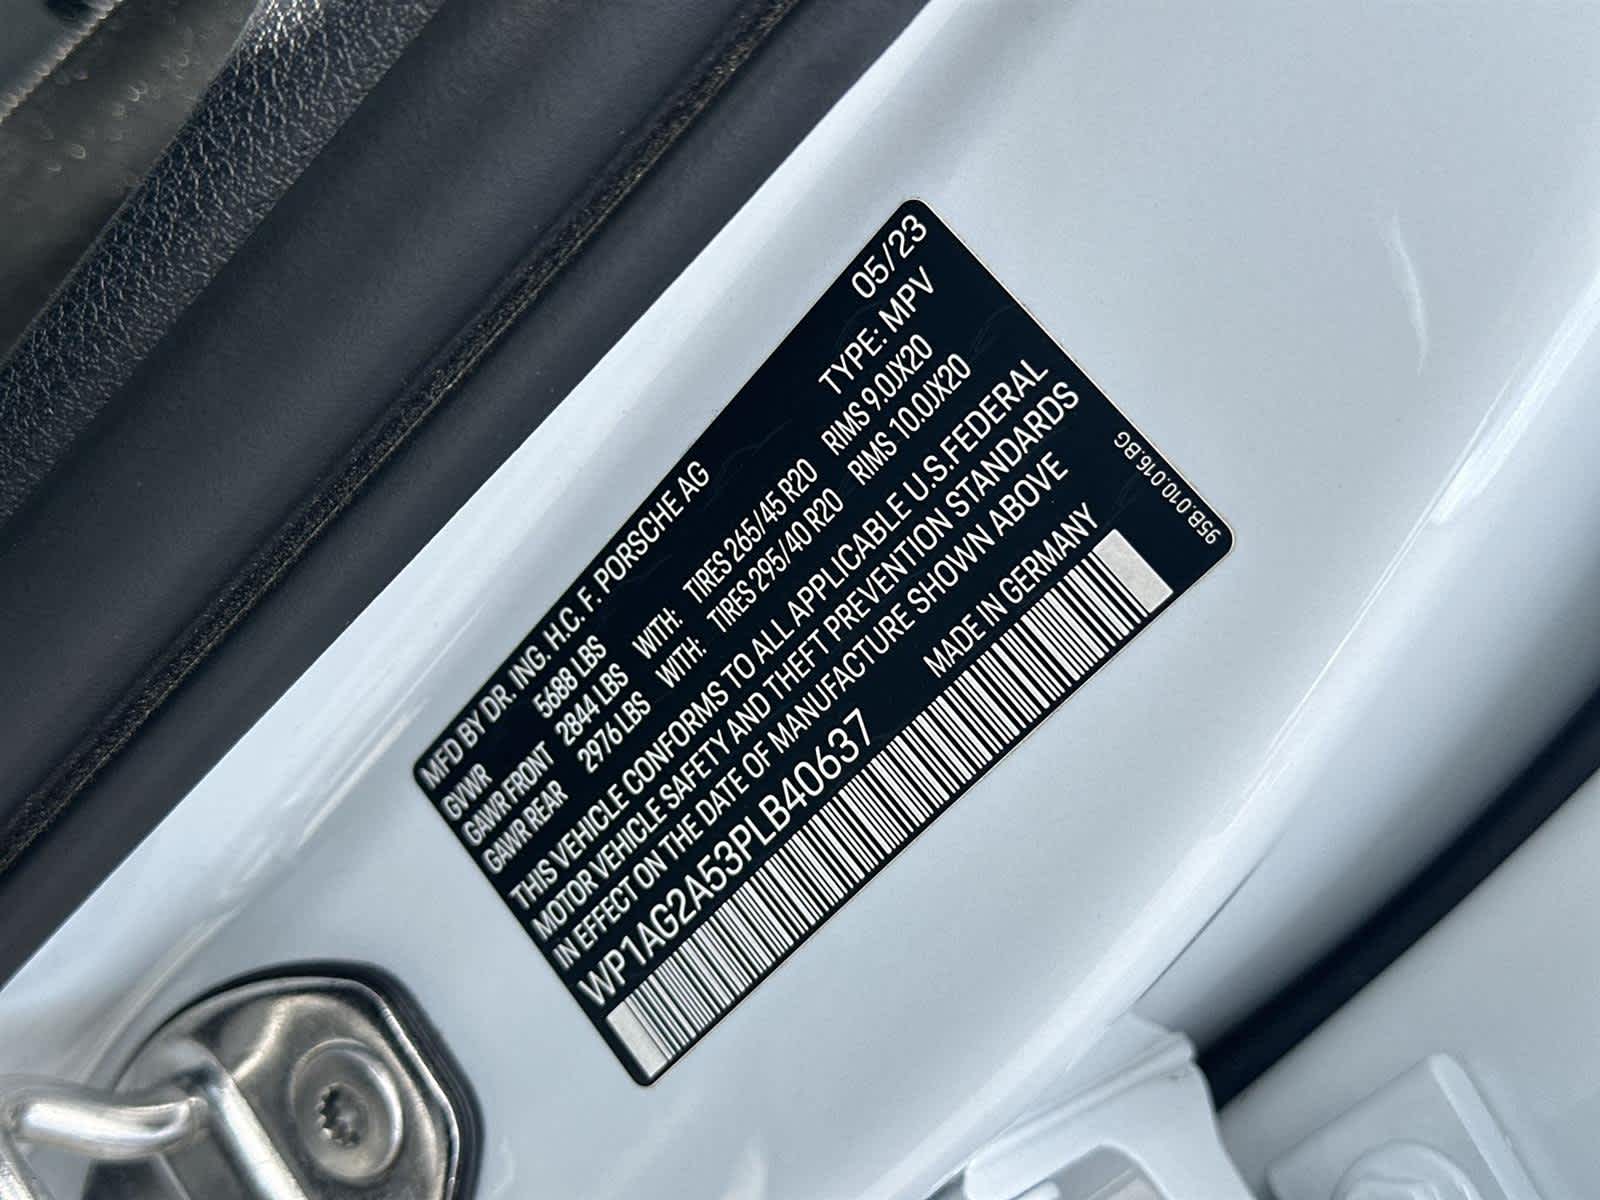 MFD BY DR. ING. H.C. F. PORSCHE AG 05/23
GVWR 5688 LBS TYPE: MPV
GAWR FRONT 2844 LBS WITH: TIRES 265/45 R20 RIMS 9.0JX20
GAWR REAR 2976 LBS WITH: TIRES 295/40 R20 RIMS 10.0JX20
THIS VEHICLE CONFORMS TO ALL APPLICABLE U.S.FEDERAL
MOTOR VEHICLE SAFETY AND THEFT PREVENTION STANDARDS
IN EFFECT ON THE DATE OF MANUFACTURE SHOWN ABOVE
WP1AG2A53PLB40637 MADE IN GERMANY
95B.010.016.BG